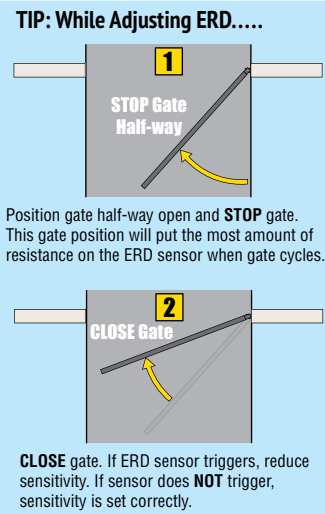 TIP: While Adjusting ERD.....
1
STOP Gate
Half-way
Position gate half-way open and STOP gate.
This gate position will put the most amount of
resistance on the ERD sensor when gate cycles.
2
CLOSE Gate
CLOSE gate. If ERD sensor triggers, reduce
sensitivity. If sensor does NOT trigger,
sensitivity is set correctly.